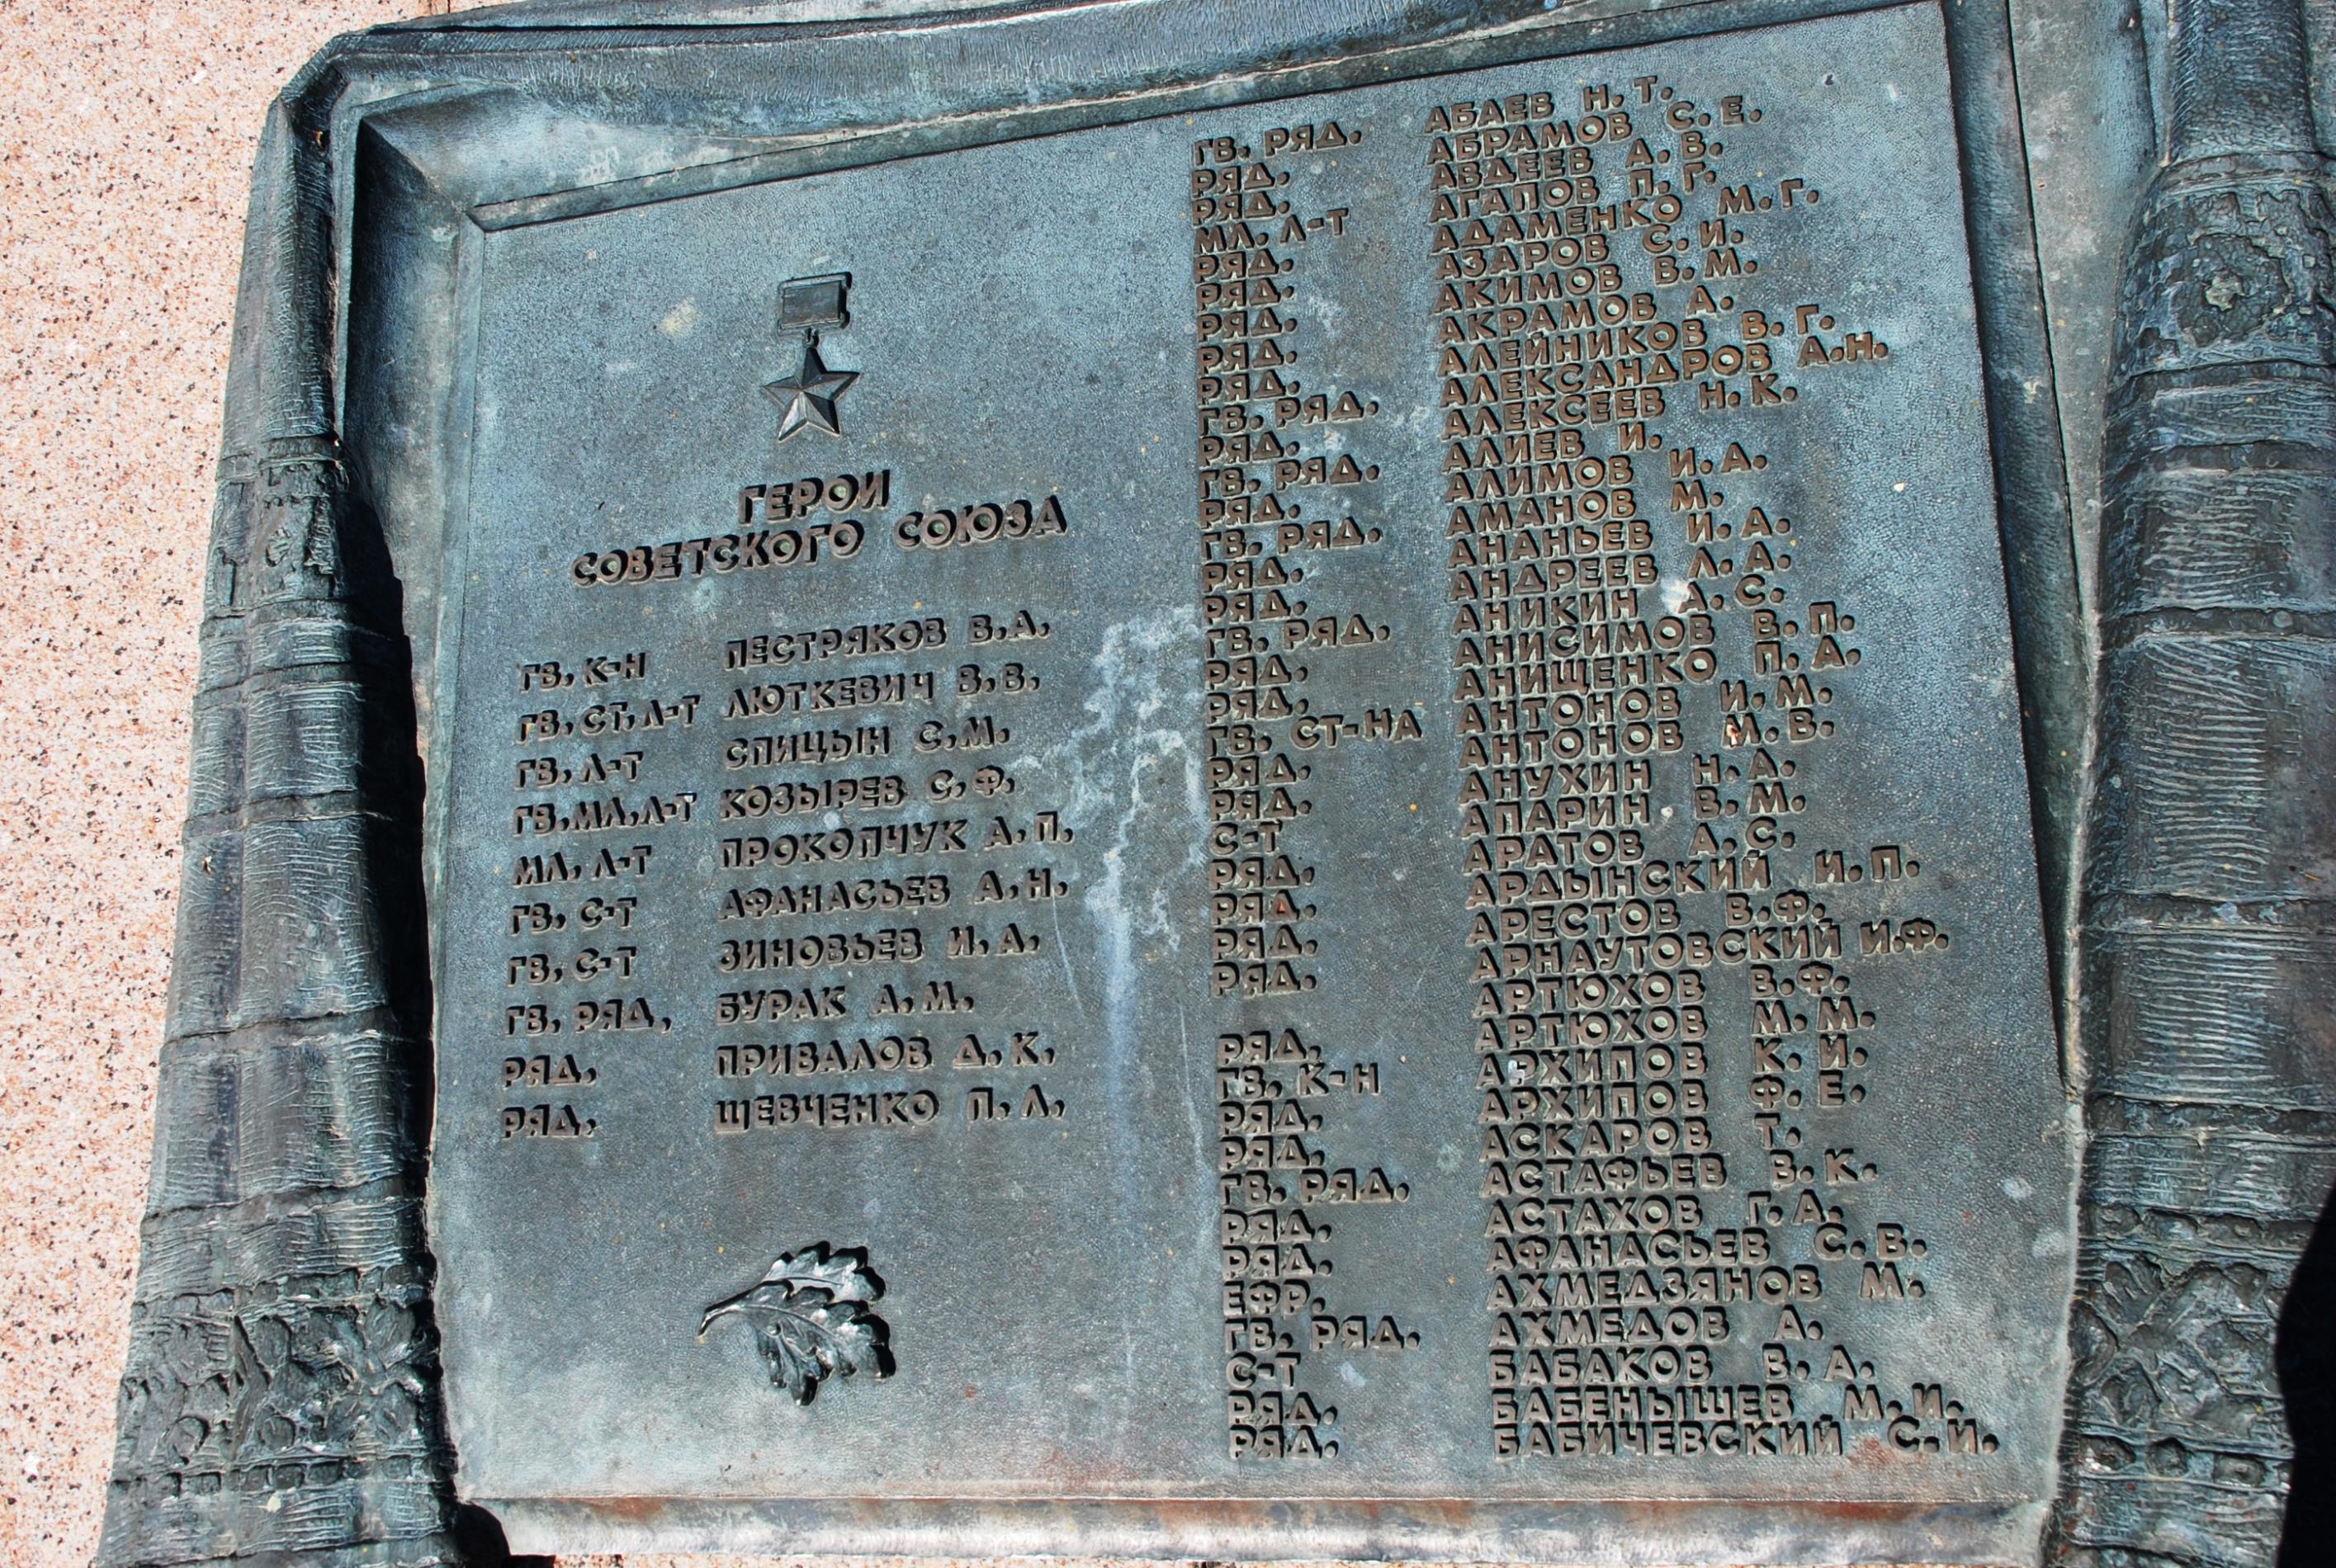 ГЕРОИ
СОВЕТСКОГО СОЮЗА
ГВ. К-Н ПЕСТРЯКОВ В.А.
ГВ. СТ. Л-Т ЛЮТКЕВИЧ В.В.
ГВ. Л-Т СПИЦЫН С.М.
ГВ. МЛ. Л-Т КОЗЫРЕВ С.Ф.
МЛ. Л-Т ПРОКОПЧУК А.П.
ГВ. С-Т АФАНАСЬЕВ А.Н.
ГВ. С-Т ЗИНОВЬЕВ И.А.
ГВ. РЯД. БУРАК А.М.
РЯД. ПРИВАЛОВ Д.К.
РЯД. ШЕВЧЕНКО П.Л.
ГВ. РЯД. АБАЕВ Н.Т.
РЯД. АБРАМОВ С.Е.
РЯД. АВДЕЕВ Д.В.
МЛ. Л-Т АГАПОВ П.Г.
РЯД. АДАМЕНКО М.Г.
РЯД. АЗАРОВ С.И.
РЯД. АКИМОВ В.М.
РЯД. АКРАМОВ А.
РЯД. АЛЕЙНИКОВ В.Г.
ГВ. РЯД. АЛЕКСАНДРОВ А.Н.
РЯД. АЛЕКСЕЕВ Н.К.
ГВ. РЯД. АЛИЕВ И.
РЯД. АЛИМОВ И.А.
ГВ. РЯД. АМАНОВ М.
РЯД. АНАНЬЕВ И.А.
РЯД. АНДРЕЕВ Л.А.
ГВ. РЯД. АНИКИН А.С.
РЯД. АНИСИМОВ В.П.
РЯД. АНИЩЕНКО П.А.
ГВ. СТ-НА АНТОНОВ И.М.
РЯД. АНТОНОВ М.В.
РЯД. АНУХИН Н.А.
С-Т АПАРИН В.М.
РЯД. АРАТОВ А.С.
РЯД. АРДЫНСКИЙ И.П.
РЯД. АРЕСТОВ В.Ф.
РЯД. АРНАУТОВСКИЙ И.Ф.
АРТЮХОВ В.Ф.
РЯД. АРТЮХОВ М.М.
ГВ. К-Н АРХИПОВ К.И.
РЯД. АРХИПОВ Ф.Е.
РЯД. АСКАРОВ Т.
ГВ. РЯД. АСТАФЬЕВ В.К.
РЯД. АСТАХОВ Г.А.
РЯД. АФАНАСЬЕВ С.В.
ЕФР. АХМЕДЗЯНОВ М.
ГВ. РЯД. АХМЕДОВ А.
С-Т БАБАКОВ В.А.
РЯД. БАБЕНЫШЕВ М.И.
РЯД. БАБИЧЕВСКИЙ С.И.